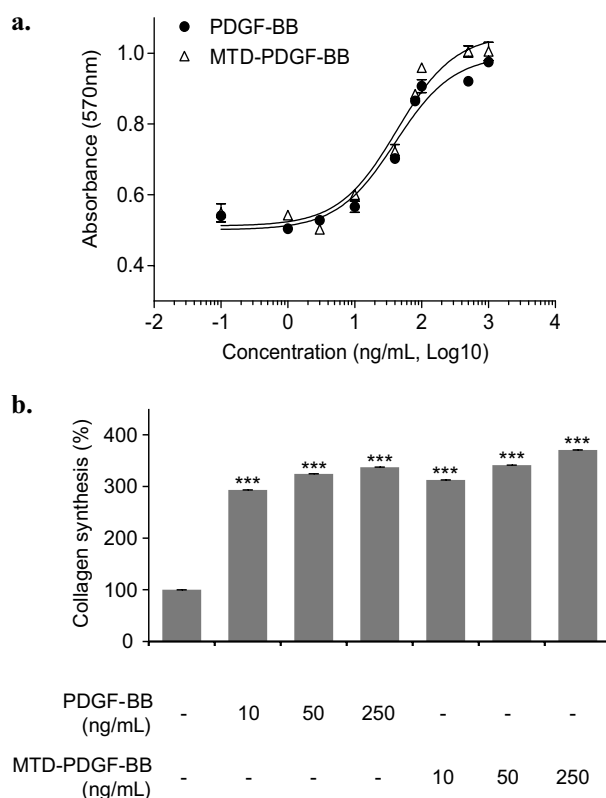 a.
PDGF-BB
MTD-PDGF-BB
1.0
0.8
0.6
0.4
Absorbance (570nm)
-2 -1 0 1 2 3 4
Concentration (ng/mL, Log10)
b.
400
300
200
100
0
Collagen synthesis (%)
*** *** *** *** *** ***
PDGF-BB
(ng/mL)
- 10 50 250 - - -
MTD-PDGF-BB
(ng/mL)
- - - - 10 50 250